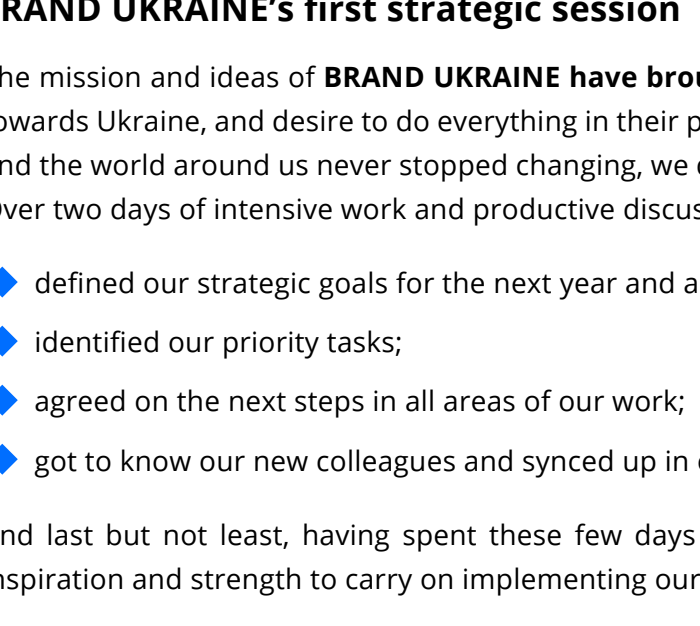 RAND UKRAINE's first strategic session
he mission and ideas of BRAND UKRAINE have brou
owards Ukraine, and desire to do everything in their p
nd the world around us never stopped changing, we
Over two days of intensive work and productive discus
defined our strategic goals for the next year and a
identified our priority tasks;
agreed on the next steps in all areas of our work;
got to know our new colleagues and synced up in
nd last but not least, having spent these few days
nspiration and strength to carry on implementing our